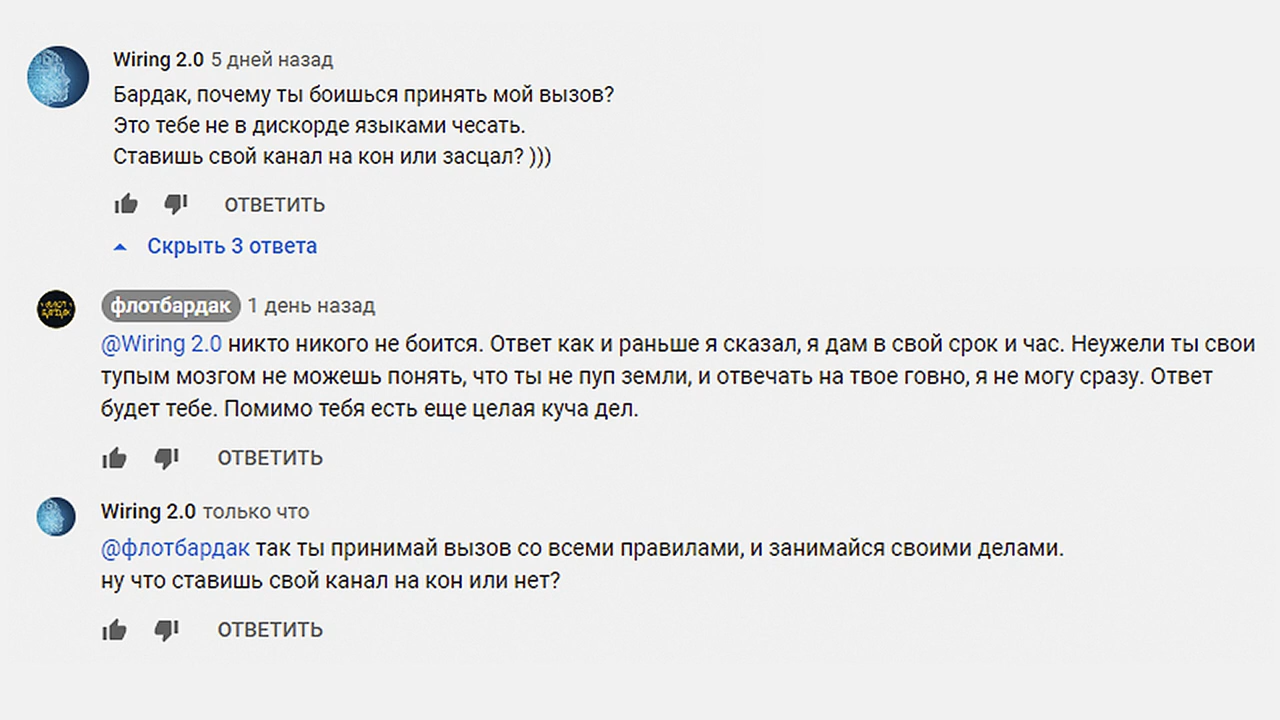 Wiring 2.0 5 дней назад
Бардак, почему ты боишься принять мой вызов?
Это тебе не в дискорде языками чесать.
Ставишь свой канал на кон или засцал? )))
ОТВЕТИТЬ
Скрыть 3 ответа
флотбардак 1 день назад
@Wiring 2.0 никто никого не боится. Ответ как и раньше я сказал, я дам в свой срок и час. Неужели ты свои
тупым мозгом не можешь понять, что ты не пуп земли, и отвечать на твое говно, я не могу сразу. Ответ
будет тебе. Помимо тебя есть еще целая куча дел.
ОТВЕТИТЬ
Wiring 2.0 только что
@флотбардак так ты принимай вызов со всеми правилами, и занимайся своими делами.
ну что ставишь свой канал на кон или нет?
ОТВЕТИТЬ